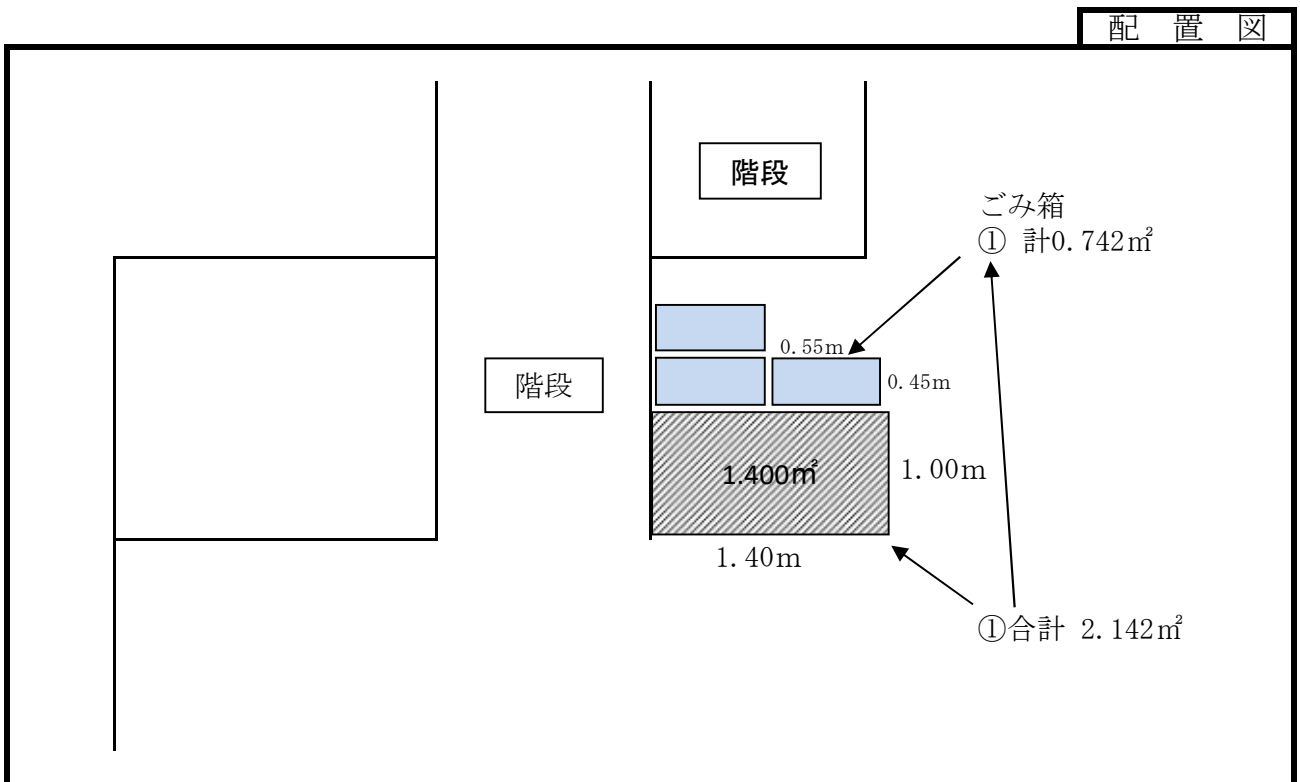 配 置 図
階段
ごみ箱
① 計0.742㎡
0.55m
階段
0.45m
1.400㎡
1.00m
1.40m
①合計 2.142㎡